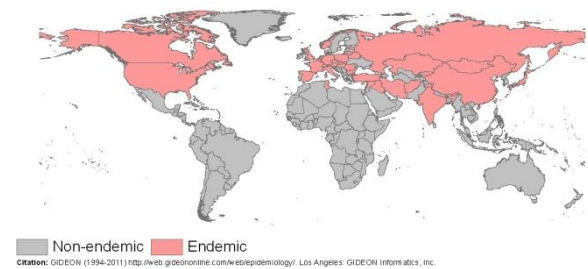 Non-endemic Endemic
Citation: GIDEON (1994-2011) http://web.gideononline.com/web/epidemiology/. Los Angeles: GIDEON Informatics, Inc.